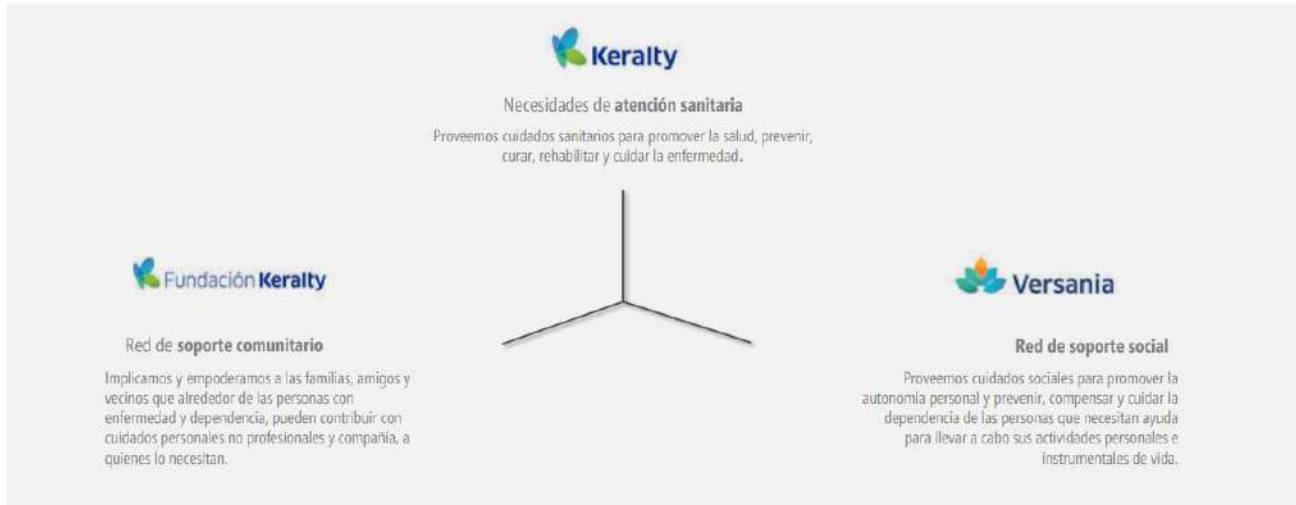 Keralty
Necesidades de atención sanitaria
Proveemos cuidados sanitarios para promover la salud, prevenir,
curar, rehabilitar y cuidar la enfermedad.
Fundación Keralty
Red de soporte comunitario
Implicamos y empoderamos a las familias, amigos y
vecinos que alrededor de las personas con
enfermedad y dependencia, pueden contribuir con
cuidados personales no profesionales y compañía, a
quienes lo necesitan.
Versania
Red de soporte social
Proveemos cuidados sociales para promover la
autonomía personal y prevenir, compensar y cuidar la
dependencia de las personas que necesitan ayuda
para llevar a cabo sus actividades personales e
instrumentales de vida.